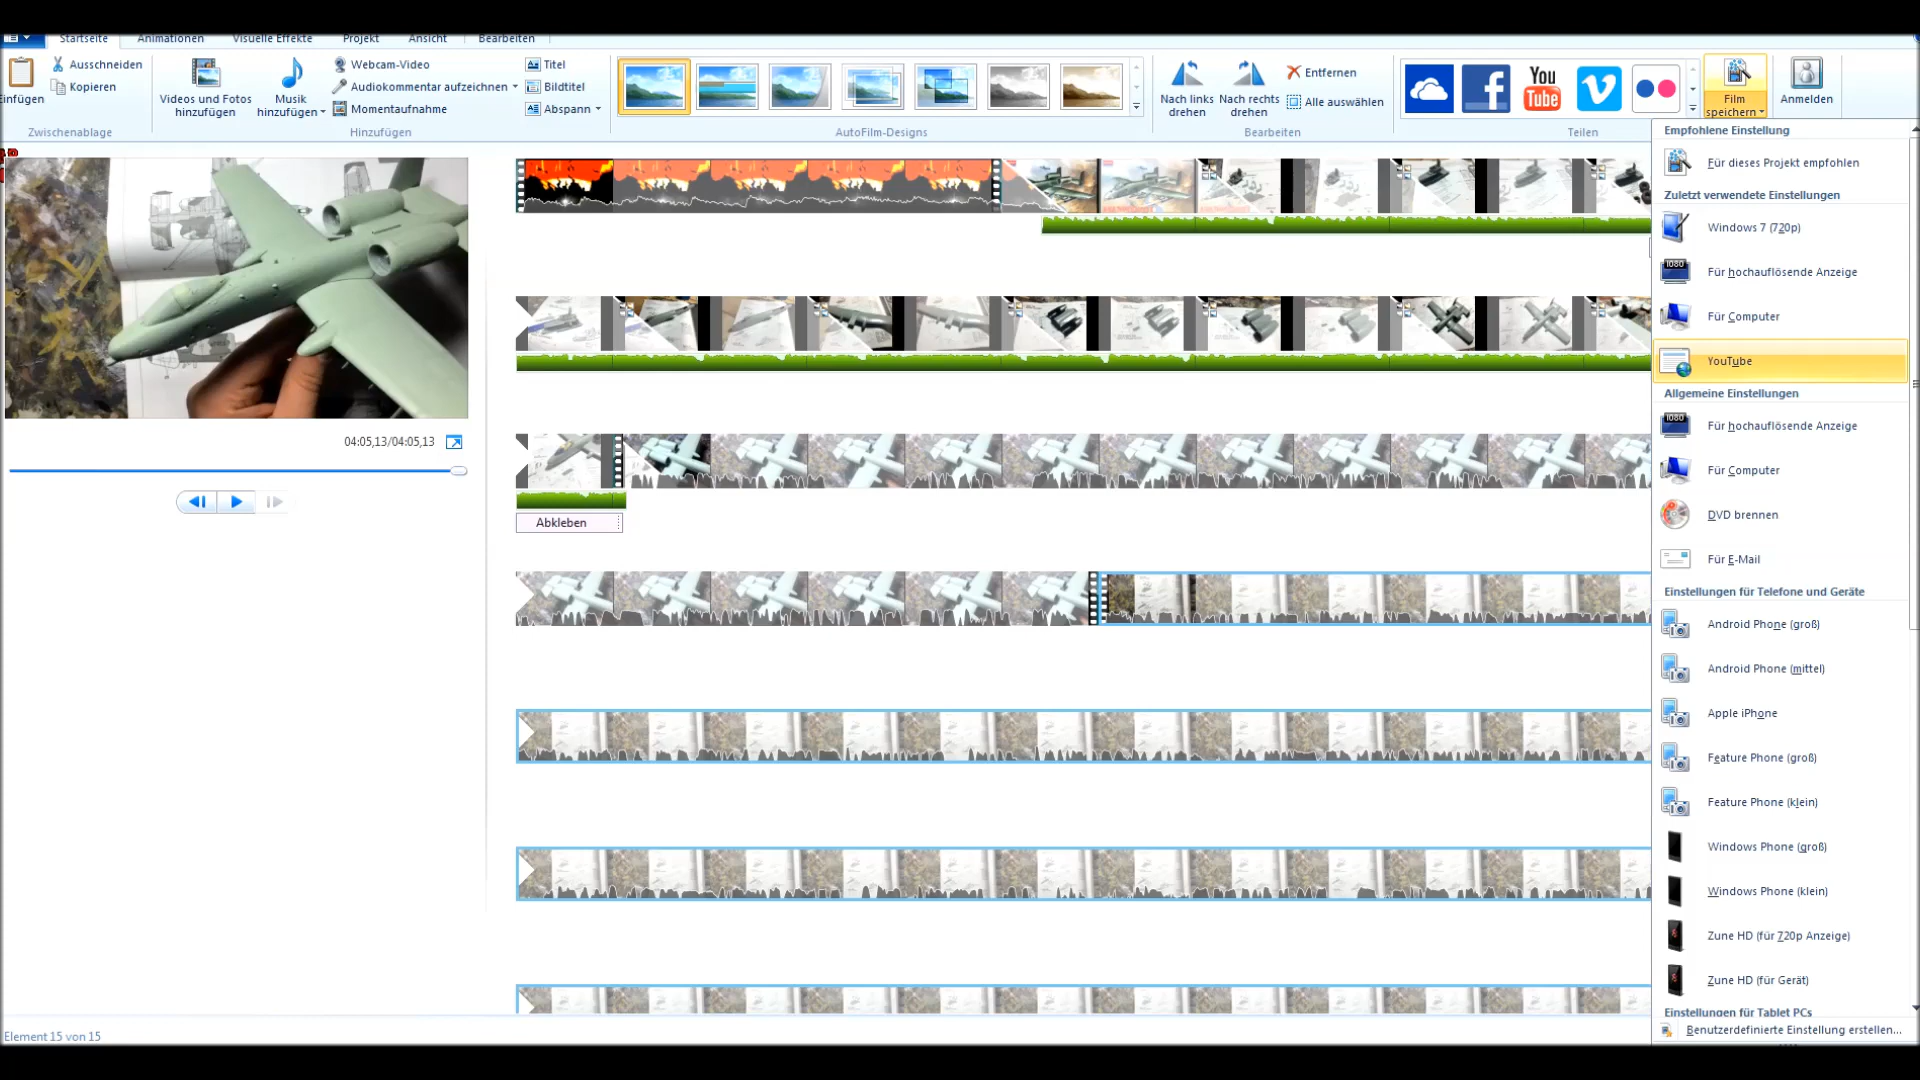 Startseite
Animationen
Visuelle Effekte
Projekt
Ansicht
Bearbeiten
Einfügen
Ausschneiden
Kopieren
Zwischenablage
Videos und Fotos
hinzufügen
Musik
hinzufügen
Webcam-Video
Audiokommentar aufzeichnen
Momentaufnahme
Titel
Bildtitel
Abspann
Hinzufügen
AutoFilm-Designs
Nach links
drehen
Nach rechts
drehen
Entfernen
Alle auswählen
Bearbeiten
You
Tube
Teilen
Film
speichern
Anmelden
04:05,13/04:05,13
Abkleben
Empfohlene Einstellung
Für dieses Projekt empfohlen
Zuletzt verwendete Einstellungen
Windows 7 (720p)
1080
Für hochauflösende Anzeige
Für Computer
YouTube
Allgemeine Einstellungen
1080
Für hochauflösende Anzeige
Für Computer
DVD brennen
Für E-Mail
Einstellungen für Telefone und Geräte
Android Phone (groß)
Android Phone (mittel)
Apple iPhone
Feature Phone (groß)
Feature Phone (klein)
Windows Phone (groß)
Windows Phone (klein)
Zune HD (für 720p Anzeige)
Zune HD (für Gerät)
Einstellungen für Tablet PCs
Benutzerdefinierte Einstellung erstellen...
Element 15 von 15